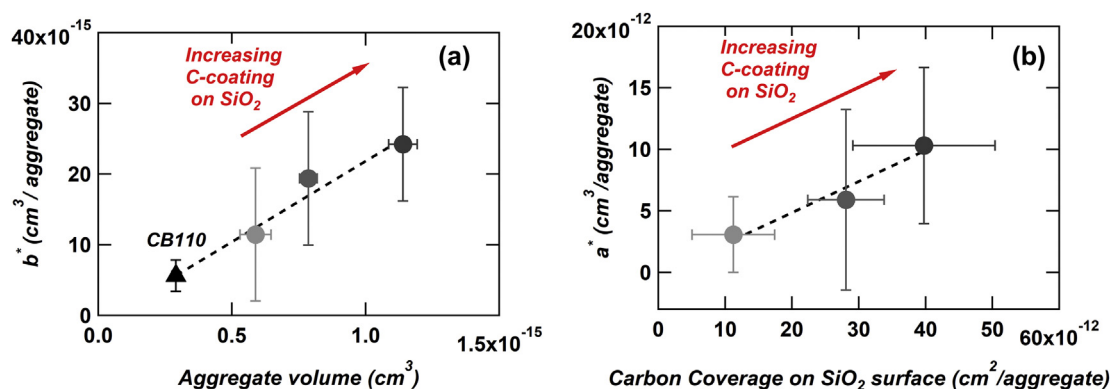 40x10⁻¹⁵
30
20
10
0
b* (cm³/ aggregate)
Increasing
C-coating
on SiO₂
(a)
CB110
0.0
0.5
1.0
1.5x10⁻¹⁵
Aggregate volume (cm³)
20x10⁻¹²
15
10
5
0
a* (cm³/aggregate)
Increasing
C-coating
on SiO₂
(b)
0
10
20
30
40
50
60x10⁻¹²
Carbon Coverage on SiO₂ surface (cm²/aggregate)